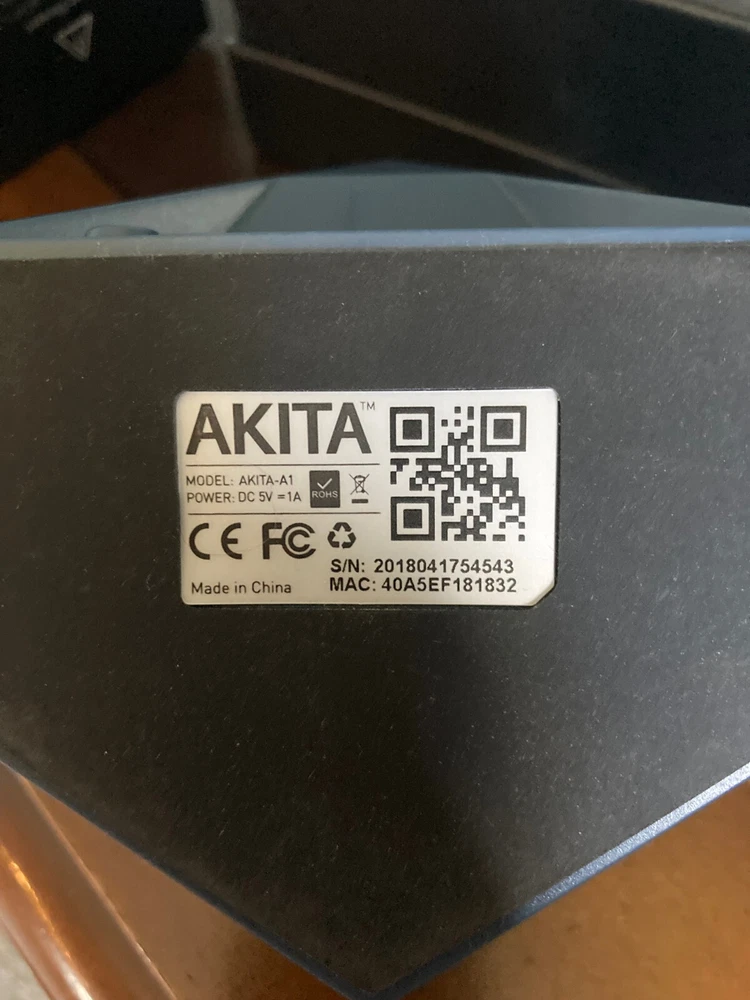 AKITA™
MODEL: AKITA-A1
POWER: DC 5V = 1A
ROHS
CE FC
S/N: 2018041754543
Made in China
MAC: 40A5EF181832